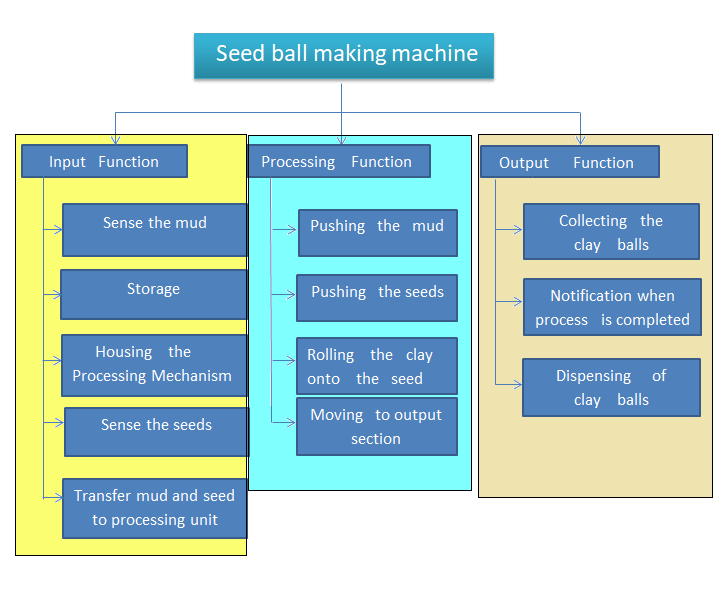 Seed ball making machine
Input Function
Sense the mud
Storage
Housing the
Processing Mechanism
Sense the seeds
Transfer mud and seed
to processing unit
Processing Function
Pushing the mud
Pushing the seeds
Rolling the clay
onto the seed
Moving to output
section
Output Function
Collecting the
clay balls
Notification when
process is completed
Dispensing of
clay balls